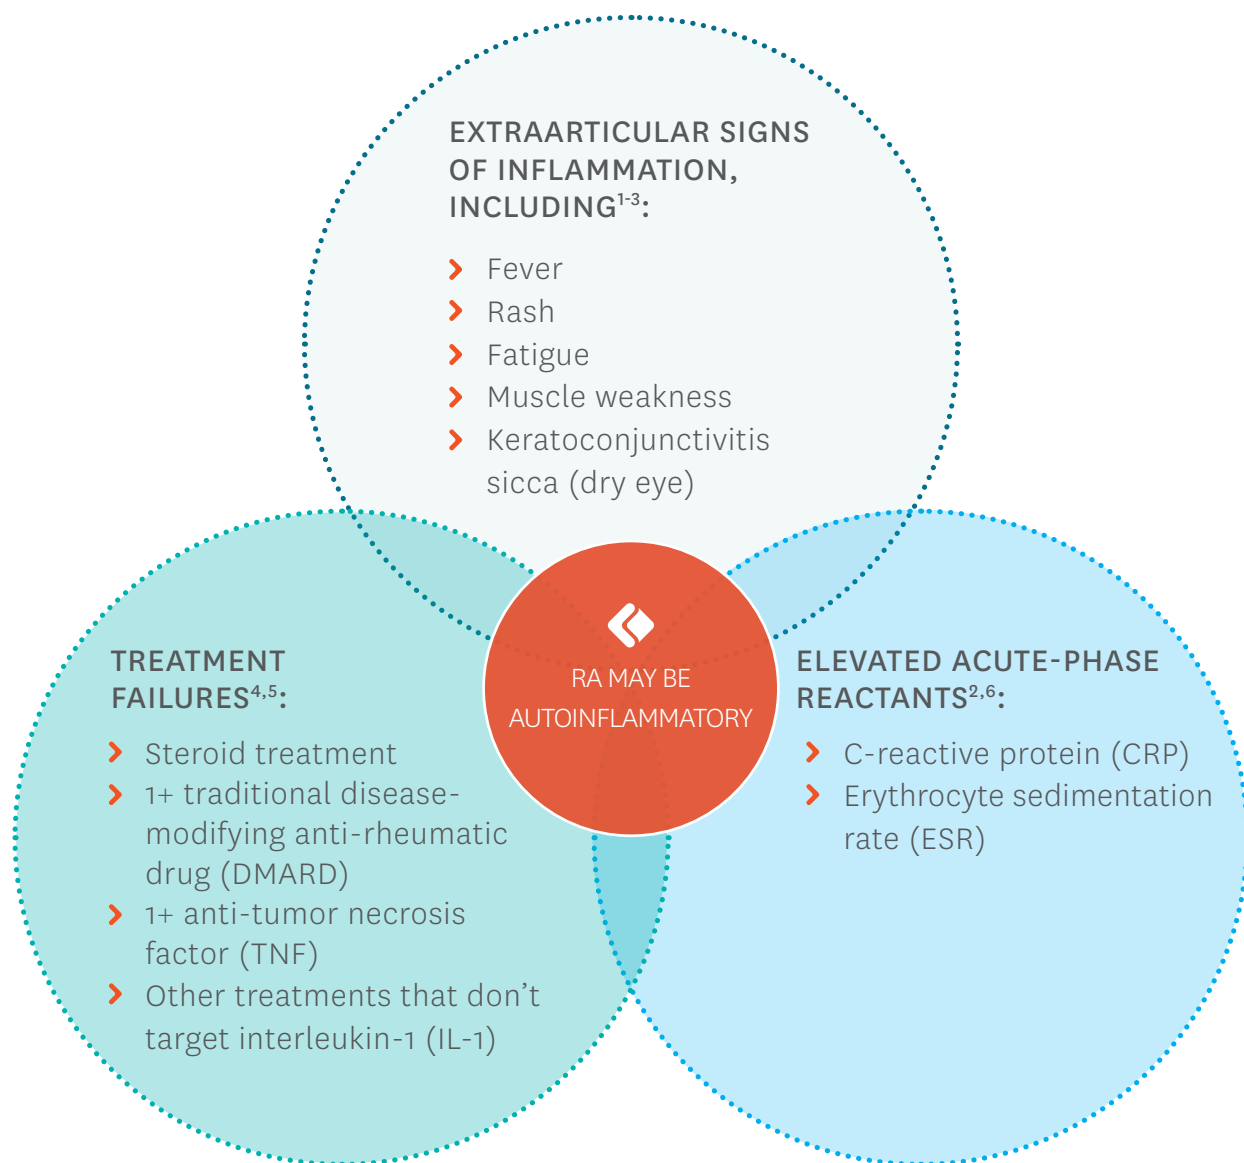 EXTRAARTICULAR SIGNS
OF INFLAMMATION,
INCLUDING1-3:
Fever
Rash
Fatigue
Muscle weakness
Keratoconjunctivitis
sicca (dry eye)
RA MAY BE
AUTOINFLAMMATORY
TREATMENT
FAILURES4,5:
Steroid treatment
1+ traditional disease-
modifying anti-rheumatic
drug (DMARD)
1+ anti-tumor necrosis
factor (TNF)
Other treatments that don’t
target interleukin-1 (IL-1)
ELEVATED ACUTE-PHASE
REACTANTS2,6:
C-reactive protein (CRP)
Erythrocyte sedimentation
rate (ESR)